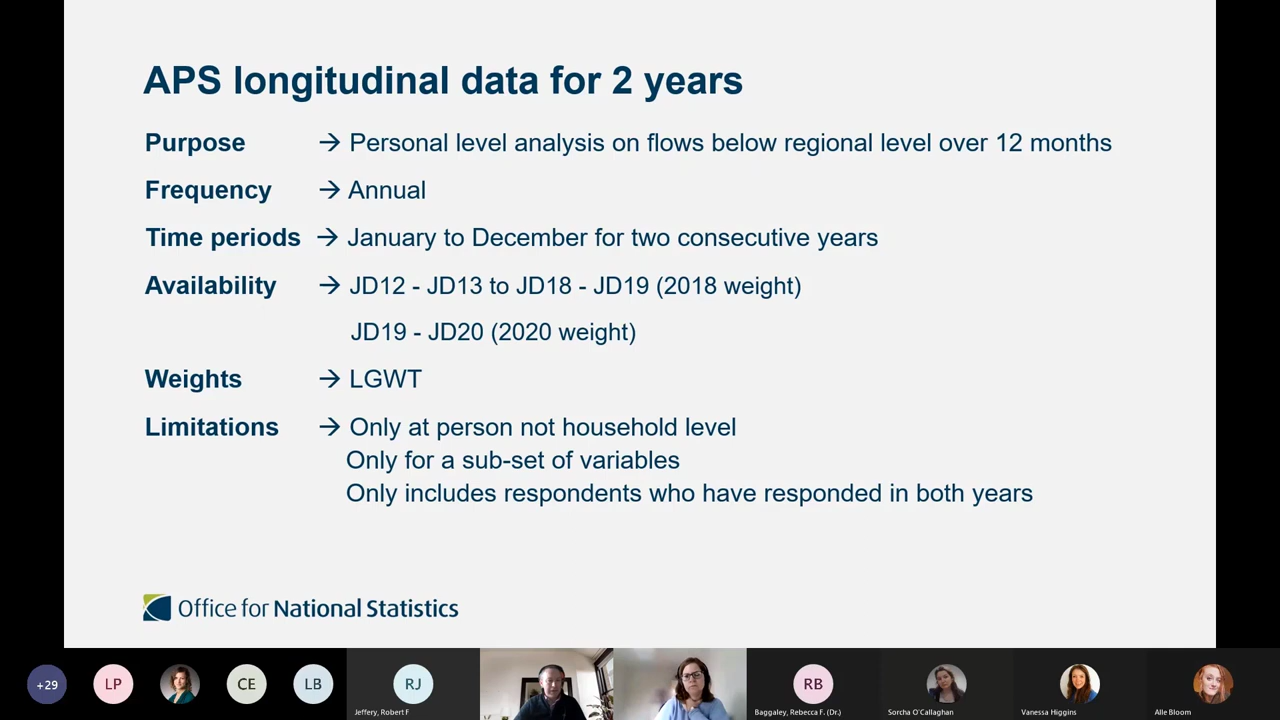 APS longitudinal data for 2 years
Purpose → Personal level analysis on flows below regional level over 12 months
Frequency → Annual
Time periods → January to December for two consecutive years
Availability → JD12 - JD13 to JD18 - JD19 (2018 weight)
JD19 - JD20 (2020 weight)
Weights → LGWT
Limitations → Only at person not household level
Only for a sub-set of variables
Only includes respondents who have responded in both years
Office for National Statistics
+29 LP CE LB RJ RB
Jeffery, Robert F Baggaley, Rebecca F. (Dr.) Sorcha O'Callaghan Vanessa Higgins Alle Bloom